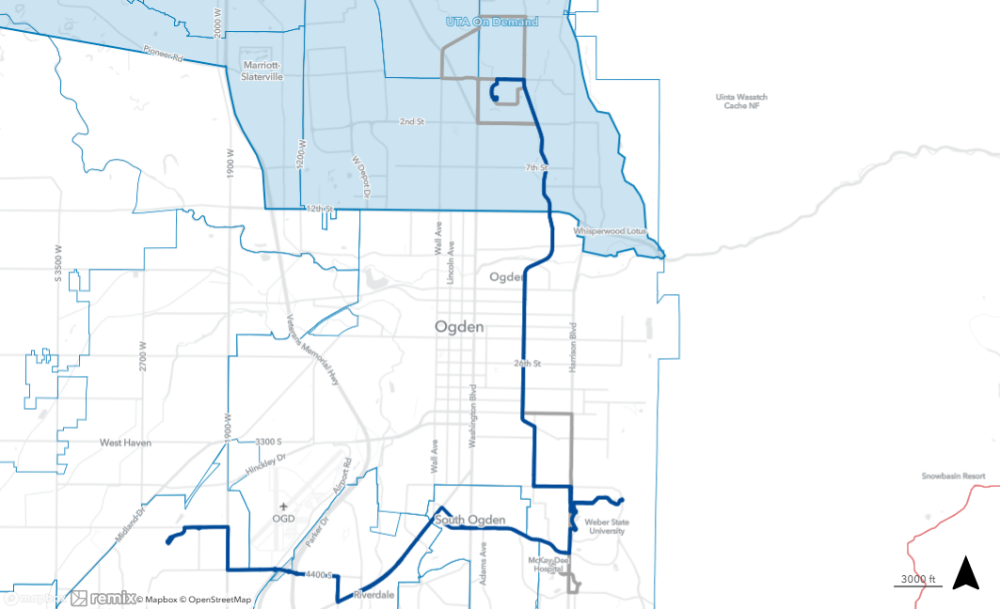 UTA On Demand
2000 W
Pioneer Rd
Marriott-
Slaterville
Uinta Wasatch
Cache NF
2nd St
1900 W
1200 W
W Depot Dr
7th St
12th St
Whisperwood Lotus
Wall Ave
Lincoln Ave
S 3500 W
Ogden
Ogden
Veterans Memorial Hwy
Harrison Blvd
2700 W
26th St
Washington Blvd
1900 W
West Haven
3300 S
Wall Ave
Hinckley Dr
Airport Rd
Snowbasin Resort
OGD
South Ogden
Weber State
University
Midland Dr
Parker Dr
Adams Ave
McKay-Dee
Hospital
4400 S
Riverdale
3000 ft
mapbox
remix
© Mapbox © OpenStreetMap